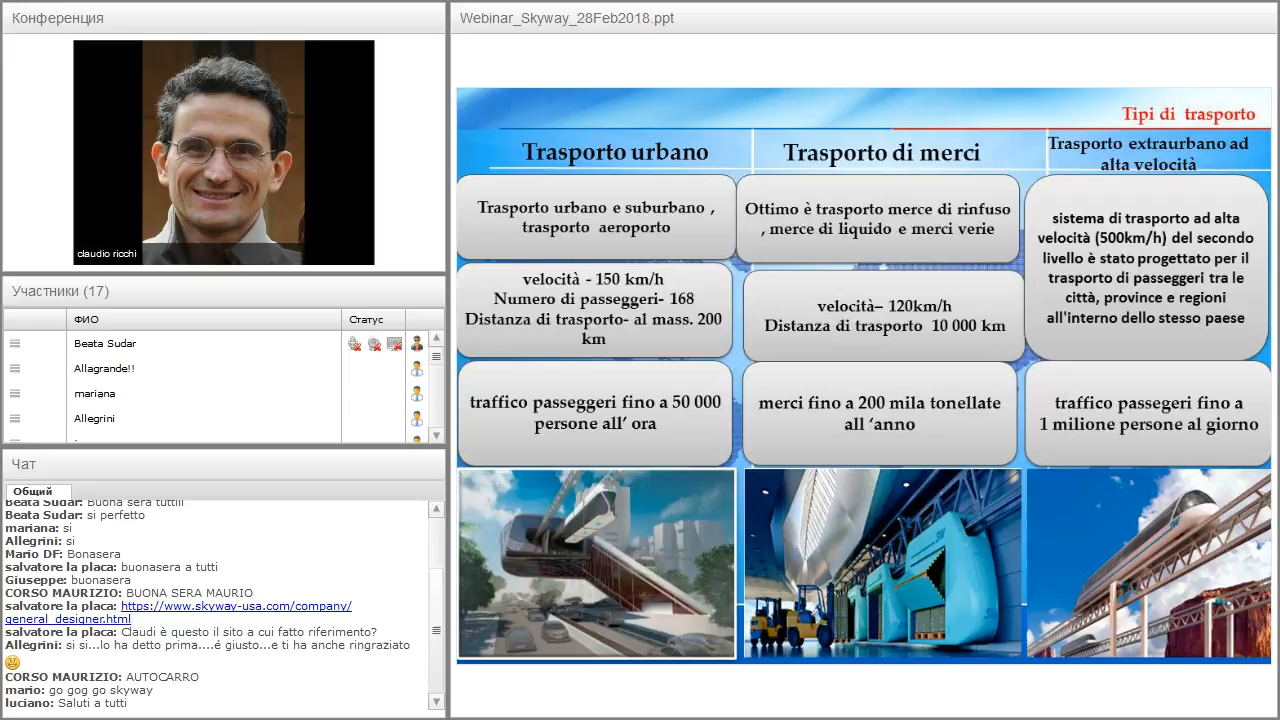 Конференция
claudio ricchi
Участники (17)
ФИО
Статус
Beata Sudar
Allagrande!!
mariana
Allegrini
Чат
Общий
Beata Sudar: Buona sera tuttiii
Beata Sudar: si perfetto
mariana: si
Allegrini: si
Mario DF: Bonasera
salvatore la placa: buonasera a tutti
Giuseppe: buonasera
CORSO MAURIZIO: BUONA SERA MAURIO
salvatore la placa: https://www.skyway-usa.com/company/
general_designer.html
salvatore la placa: Claudi è questo il sito a cui fatto riferimento?
Allegrini: si si...lo ha detto prima....é giusto...e ti ha anche ringraziato
CORSO MAURIZIO: AUTOCARRO
mario: go gog go skyway
luciano: Saluti a tutti
Webinar_Skyway_28Feb2018.ppt
Tipi di trasporto
Trasporto urbano
Trasporto urbano e suburbano ,
trasporto aeroporto
velocità - 150 km/h
Numero di passeggeri- 168
Distanza di trasporto- al mass. 200
km
traffico passeggeri fino a 50 000
persone all' ora
Trasporto di merci
Ottimo è trasporto merce di rinfuso
, merce di liquido e merci verie
velocità– 120km/h
Distanza di trasporto 10 000 km
merci fino a 200 mila tonellate
all ‘anno
Trasporto extraurbano ad
alta velocità
sistema di trasporto ad alta
velocità (500km/h) del secondo
livello è stato progettato per il
trasporto di passeggeri tra le
città, province e regioni
all'interno dello stesso paese
traffico passegeri fino a
1 milione persone al giorno